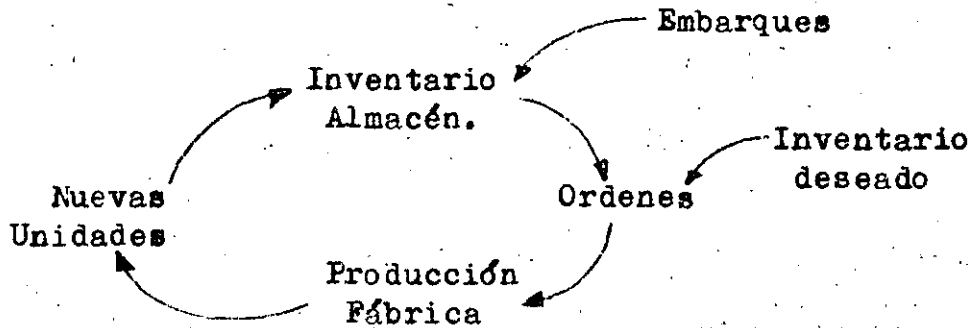 Embarques
Inventario
Almacén.
Inventario
deseado
Ordenes
Nuevas
Unidades
Producción
Fábrica